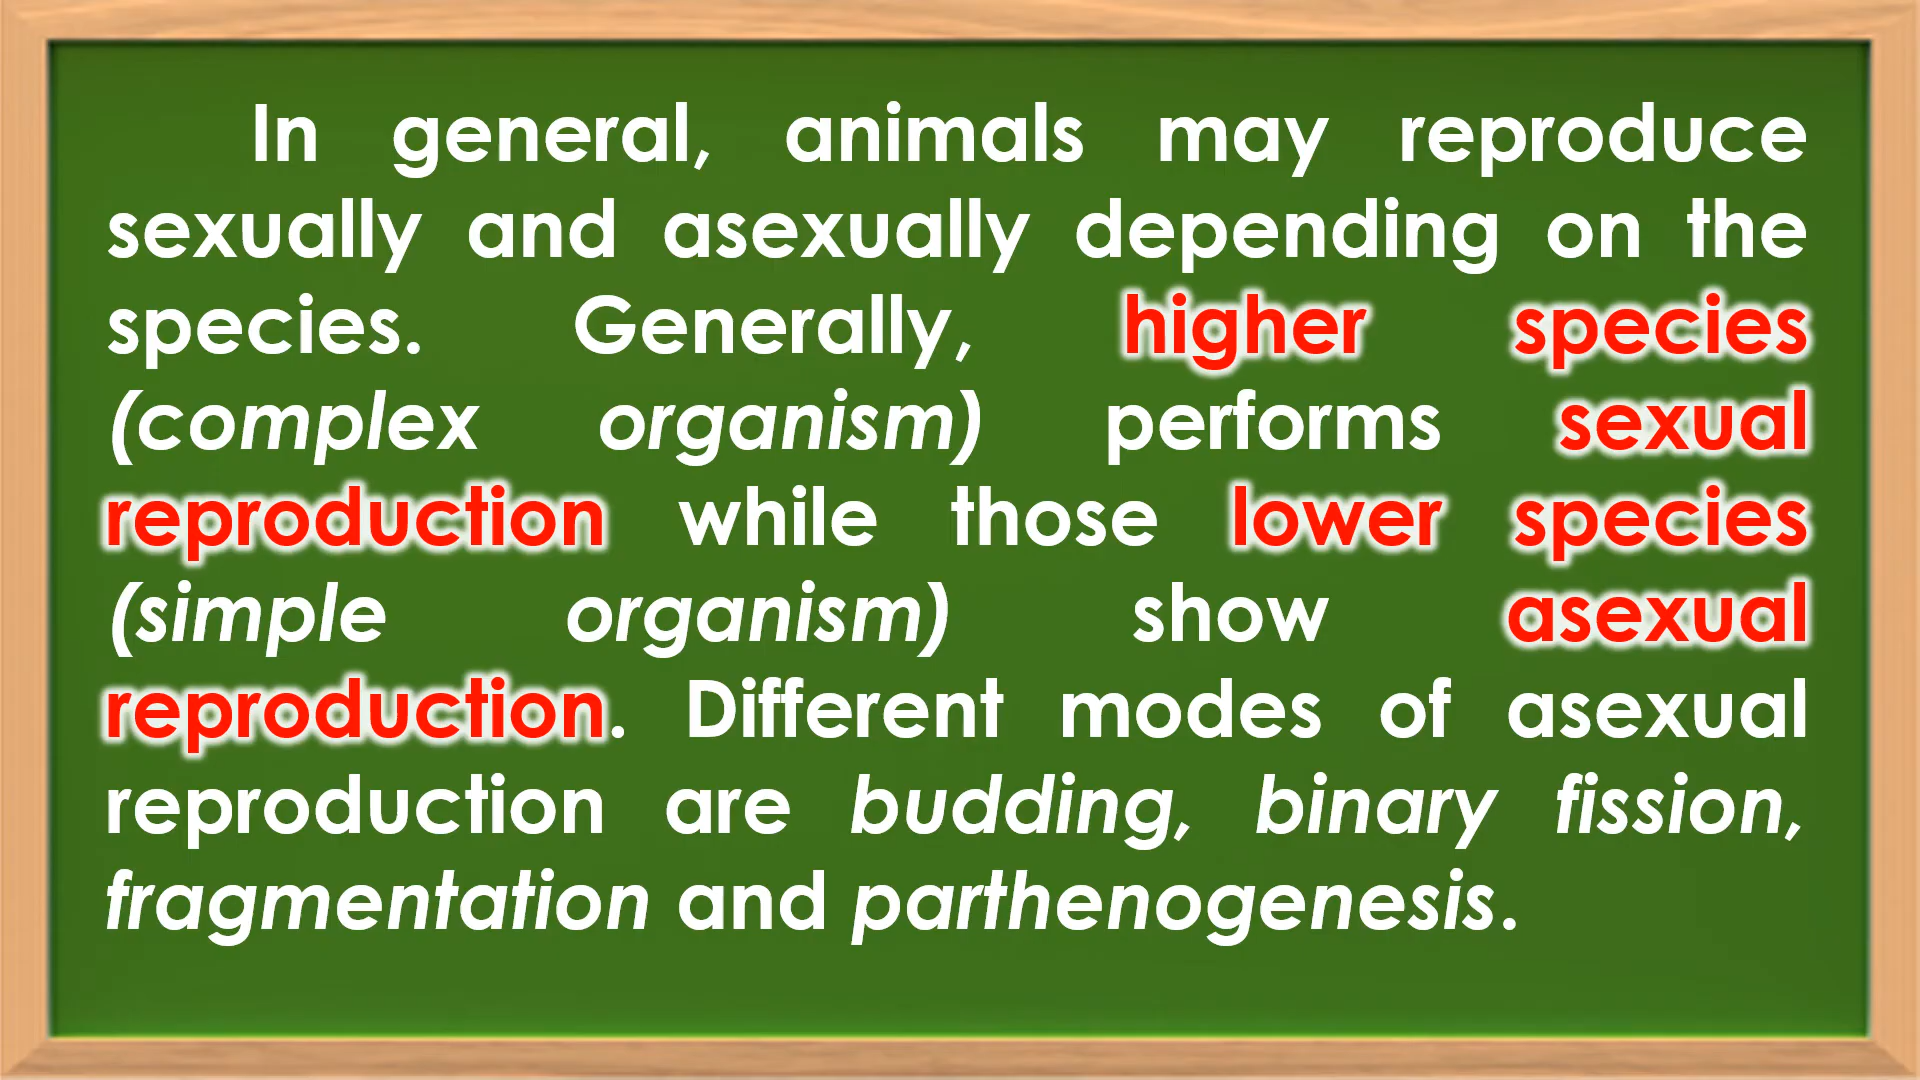 In general, animals may reproduce
sexually and asexually depending on the
species. Generally, higher species
(complex organism) performs sexual
reproduction while those lower species
(simple organism) show asexual
reproduction. Different modes of asexual
reproduction are budding, binary fission,
fragmentation and parthenogenesis.